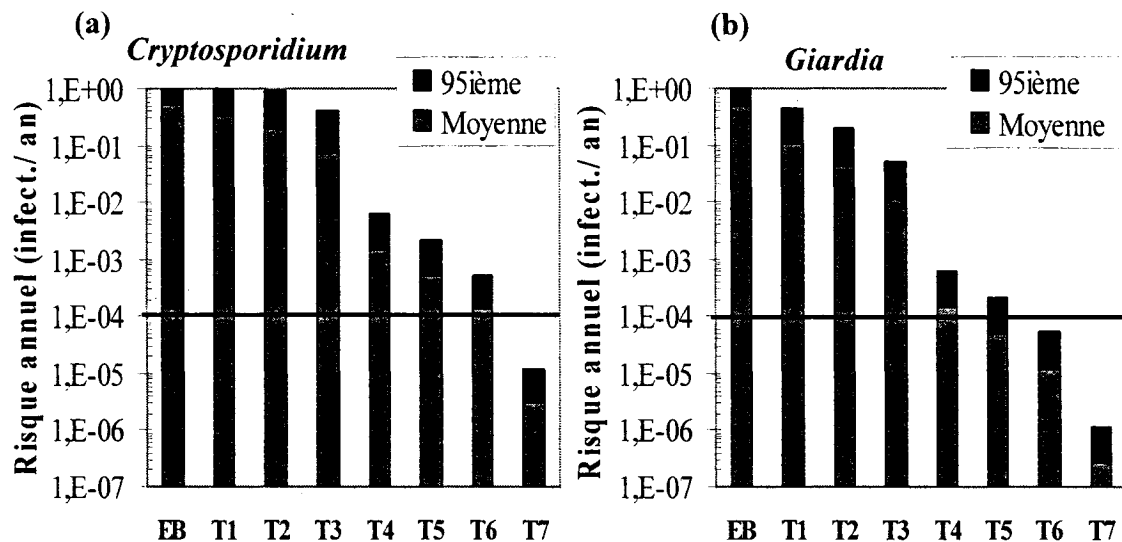 (a)
Cryptosporidium
95ième
Moyenne
Risque annuel (infect./ an)
1,E+00
1,E-01
1,E-02
1,E-03
1,E-04
1,E-05
1,E-06
1,E-07
EB T1 T2 T3 T4 T5 T6 T7
(b)
Giardia
95ième
Moyenne
Risque annuel (infect./ an)
1,E+00
1,E-01
1,E-02
1,E-03
1,E-04
1,E-05
1,E-06
1,E-07
EB T1 T2 T3 T4 T5 T6 T7